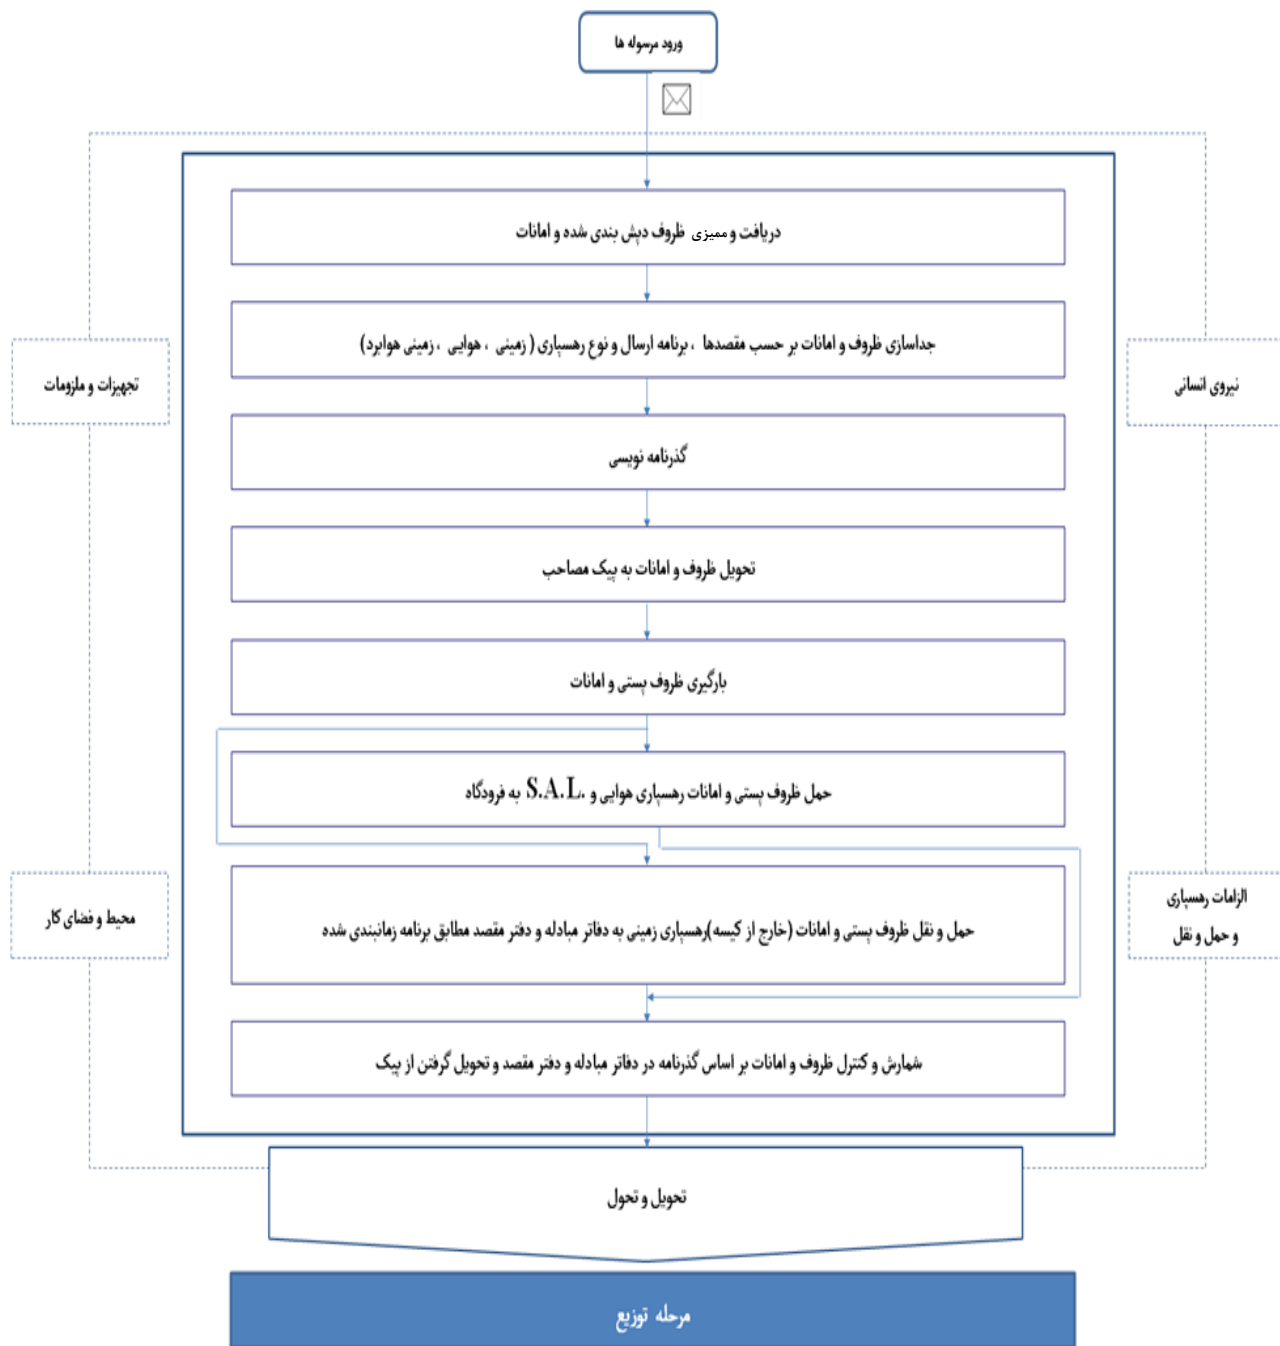 ورود مرسوله ها
دریافت و ممیزی ظروف دپش بندی شده و امانات
جداسازی ظروف و امانات بر حسب مقصدها ، برنامه ارسال و نوع رهسپاری ( زمینی ، هوایی ، زمینی هوابرد)
تجهیزات و ملزومات
نیروی انسانی
گذرنامه نویسی
تحویل ظروف و امانات به پیک مصاحب
بارگیری ظروف پستی و امانات
حمل ظروف پستی و امانات رهسپاری هوایی و S.A.L. به فرودگاه
الزامات رهسپاری
و حمل و نقل
محیط و فضای کار
حمل و نقل ظروف پستی و امانات (خارج از کیسه)رهسپاری زمینی به دفاتر مبادله و دفتر مقصد مطابق برنامه زمانبندی شده
شمارش و کنترل ظروف و امانات بر اساس گذرنامه در دفاتر مبادله و دفتر مقصد و تحویل گرفتن از پیک
تحویل و تحول
مرحله توزیع